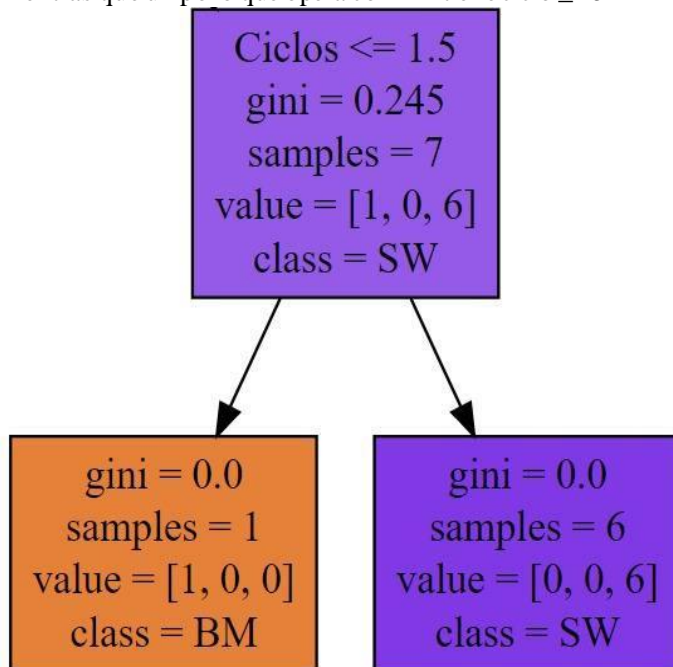 Ciclos <= 1.5
gini = 0.245
samples = 7
value = [1, 0, 6]
class = SW
gini = 0.0
samples = 1
value = [1, 0, 0]
class = BM
gini = 0.0
samples = 6
value = [0, 0, 6]
class = SW